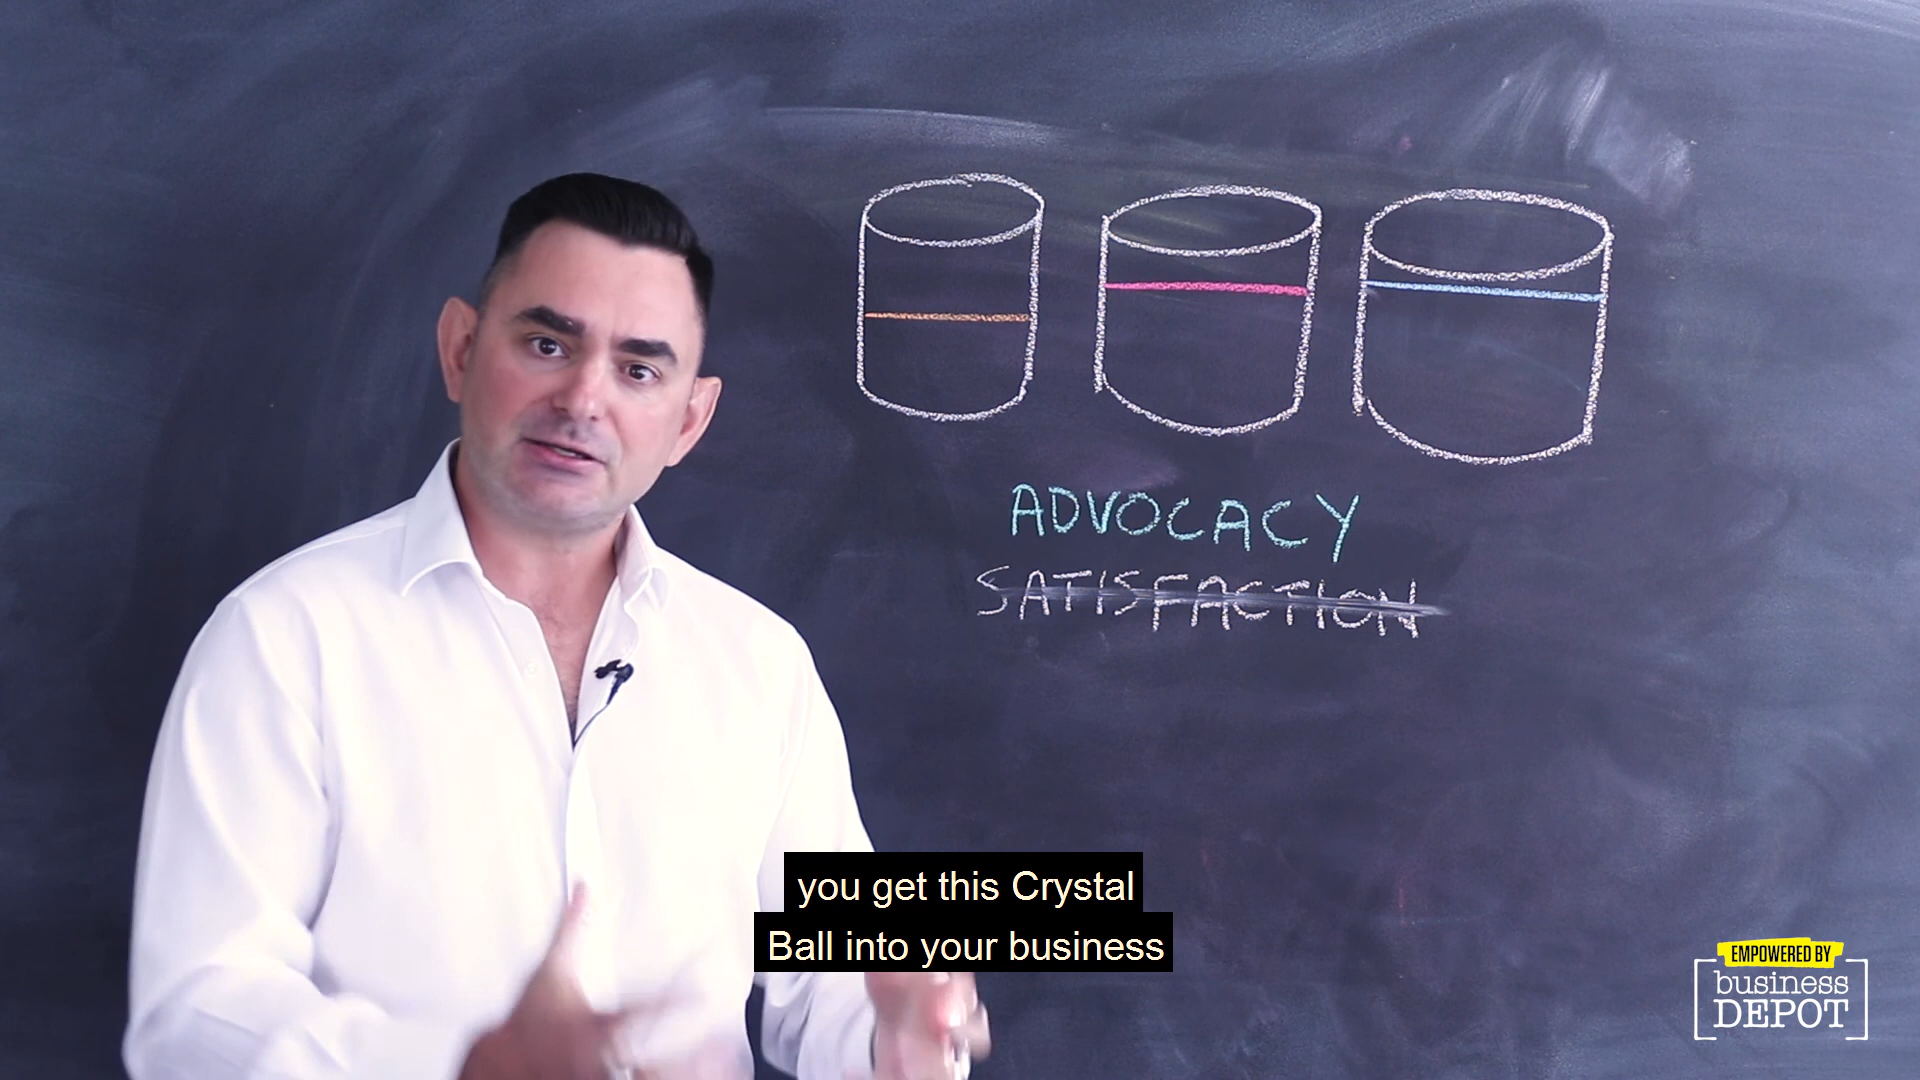 ADVOCACY
SATISFACTION
you get this Crystal
Ball into your business
EMPOWERED BY
business
DEPOT